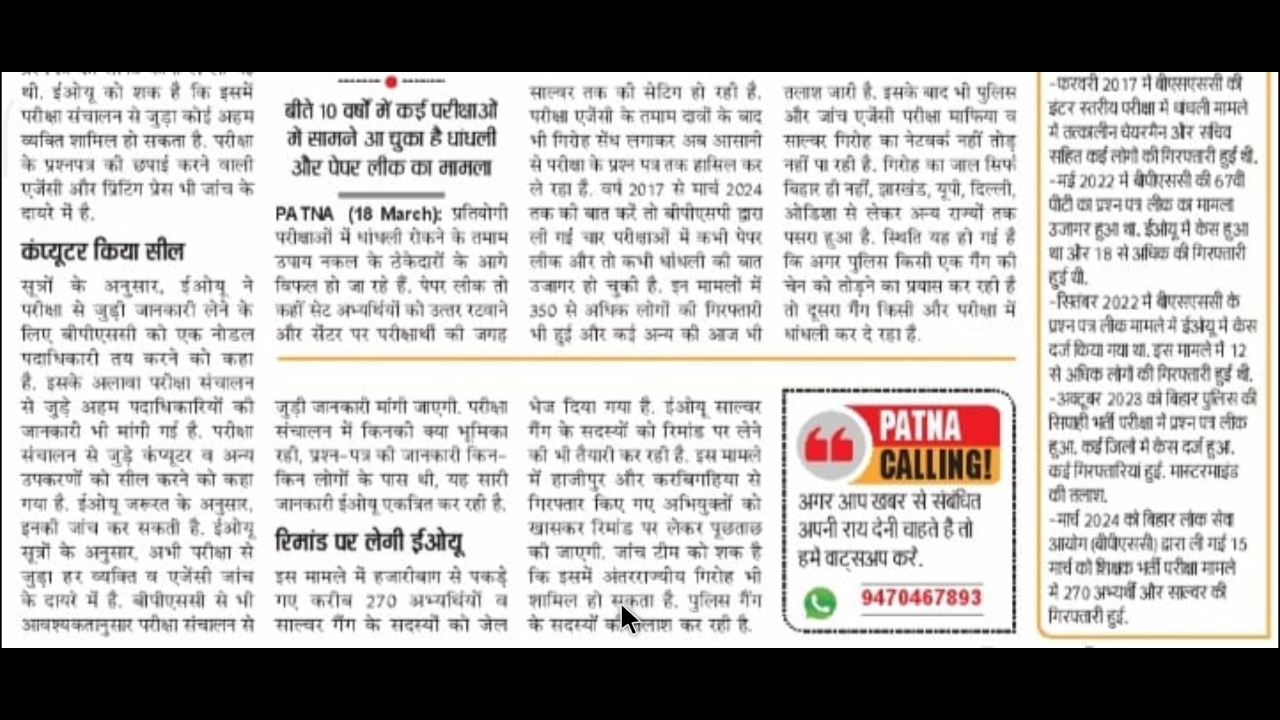 थी. ईओयू को शक है कि इसमें
परीक्षा संचालन से जुड़ा कोई अहम
व्यक्ति शामिल हो सकता है. परीक्षा
के प्रश्नपत्र की छपाई करने वाली
एजेंसी और प्रिटिंग प्रेस भी जांच के
दायरे में है.
कंप्यूटर किया सील
सूत्रों के अनुसार, ईओयू ने
परीक्षा से जुड़ी जानकारी लेने के
लिए बीपीएससी को एक नोडल
पदाधिकारी तय करने को कहा
है. इसके अलावा परीक्षा संचालन
से जुड़े अहम पदाधिकारियों की
जानकारी भी मांगी गई है. परीक्षा
संचालन से जुड़े कंप्यूटर व अन्य
उपकरणों को सील करने को कहा
गया है. ईओयू जरूरत के अनुसार,
इनकी जांच कर सकती है. ईओयू
सूत्रों के अनुसार, अभी परीक्षा से
जुड़ा हर व्यक्ति व एजेंसी जांच
के दायरे में है. बीपीएससी से भी
आवश्यकतानुसार परीक्षा संचालन से
बीते 10 वर्षों में कई परीक्षाओं
में सामने आ चुका है धांधली
और पेपर लीक का मामला
PATNA (18 March): प्रतियोगी
परीक्षाओं में धांधली रोकने के तमाम
उपाय नकल के ठेकेदारों के आगे
विफल हो जा रहे हैं. पेपर लीक तो
कहीं सेट अभ्यर्थियों को उत्तर रटवाने
और सेंटर पर परीक्षार्थी की जगह
साल्वर तक की सेटिंग हो रही है.
परीक्षा एजेंसी के तमाम दावों के बाद
भी गिरोह सेंध लगाकर अब आसानी
से परीक्षा के प्रश्न पत्र तक हासिल कर
ले रहा है. वर्ष 2017 से मार्च 2024
तक की बात करें तो बीपीएसपी द्वारा
ली गई चार परीक्षाओं में कभी पेपर
लीक और तो कभी धांधली की बात
उजागर हो चुकी है. इन मामलों में
350 से अधिक लोगों की गिरफ्तारी
भी हुई और कई अन्य की आज भी
तलाश जारी है. इसके बाद भी पुलिस
और जांच एजेंसी परीक्षा माफिया व
साल्वर गिरोह का नेटवर्क नहीं तोड़
नहीं पा रही है. गिरोह का जाल सिर्फ
बिहार ही नहीं, झारखंड, यूपी, दिल्ली,
ओडिशा से लेकर अन्य राज्यों तक
पसरा हुआ है. स्थिति यह हो गई है
कि अगर पुलिस किसी एक गैंग की
चेन को तोड़ने का प्रयास कर रही है
तो दूसरा गैंग किसी और परीक्षा में
धांधली कर दे रहा है.
जुड़ी जानकारी मांगी जाएगी. परीक्षा
संचालन में किनकी क्या भूमिका
रही, प्रश्न-पत्र की जानकारी किन-
किन लोगों के पास थी, यह सारी
जानकारी ईओयू एकत्रित कर रही है.
रिमांड पर लेगी ईओयू
इस मामले में हजारीबाग से पकड़े
गए करीब 270 अभ्यर्थियों व
साल्वर गैंग के सदस्यों को जेल
भेज दिया गया है. ईओयू साल्वर
गैंग के सदस्यों को रिमांड पर लेने
की भी तैयारी कर रही है. इस मामले
में हाजीपुर और करबिगहिया से
गिरफ्तार किए गए अभियुक्तों को
खासकर रिमांड पर लेकर पूछताछ
की जाएगी. जांच टीम को शक है
कि इसमें अंतरराज्यीय गिरोह भी
शामिल हो सकता है. पुलिस गैंग
के सदस्यों की तलाश कर रही है.
PATNA
CALLING!
अगर आप खबर से संबंधित
अपनी राय देनी चाहते हैं तो
हमें वाट्सअप करें.
9470467893
-फरवरी 2017 में बीएसएससी की
इंटर स्तरीय परीक्षा में धांधली मामले
में तत्कालीन चेयरमैन और सचिव
सहित कई लोगों की गिरफ्तारी हुई थी.
-मई 2022 में बीपीएससी की 67वीं
पीटी का प्रश्न पत्र लीक का मामला
उजागर हुआ था. ईओयू में केस हुआ
था और 18 से अधिक की गिरफ्तारी
हुई थी.
-सितंबर 2022 में बीएसएससी के
प्रश्न पत्र लीक मामले में ईओयू में केस
दर्ज किया गया था. इस मामले में 12
से अधिक लोगों की गिरफ्तारी हुई थी.
-अक्टूबर 2023 को बिहार पुलिस की
सिपाही भर्ती परीक्षा में प्रश्न पत्र लीक
हुआ. कई जिलों में केस दर्ज हुआ.
कई गिरफ्तारियां हुई. मास्टरमाइंड
की तलाश.
-मार्च 2024 को बिहार लोक सेवा
आयोग (बीपीएससी) द्वारा ली गई 15
मार्च को शिक्षक भर्ती परीक्षा मामले
में 270 अभ्यर्थी और साल्वर की
गिरफ्तारी हुई.